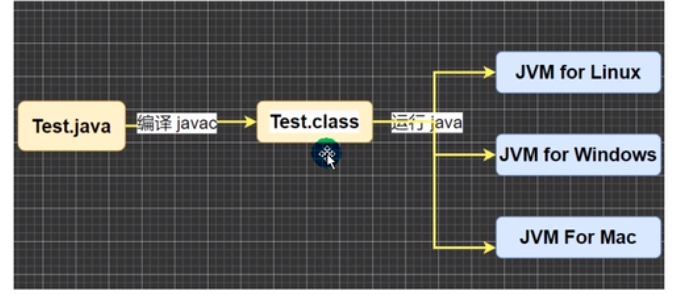 Test.java
编译 javac
Test.class
运行 java
JVM for Linux
JVM for Windows
JVM For Mac